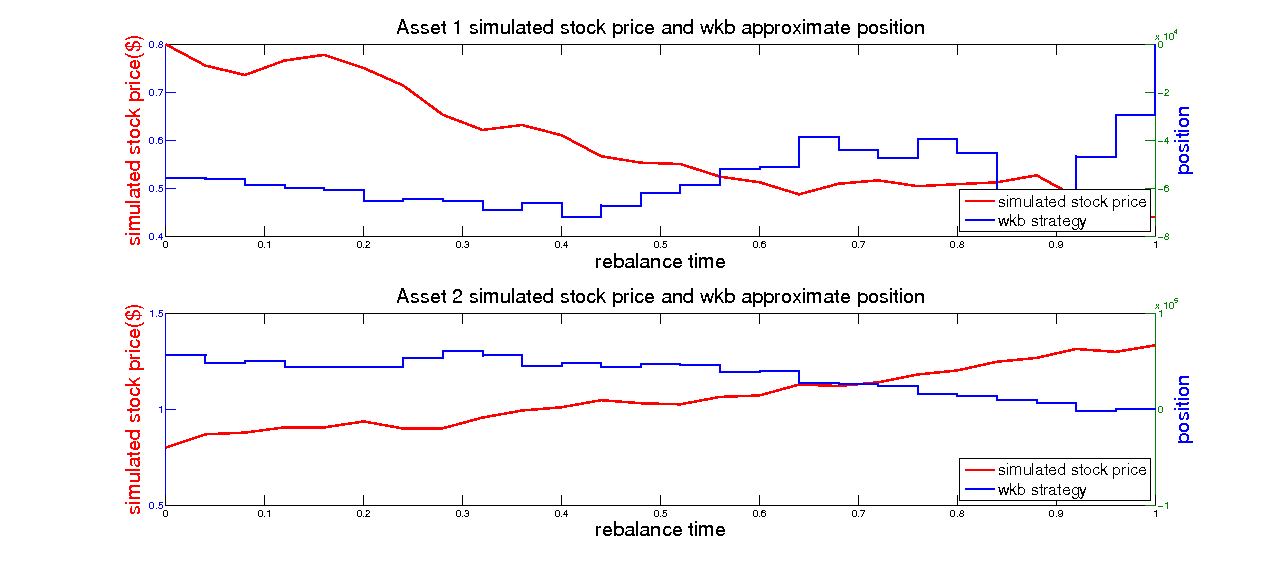 Asset 1 simulated stock price and wkb approximate position
x 10^4
simulated stock price($)
0.8
0.7
0.6
0.5
0.4
0
-2
-4
-6
-8
position
simulated stock price
wkb strategy
0 0.1 0.2 0.3 0.4 0.5 0.6 0.7 0.8 0.9 1
rebalance time
Asset 2 simulated stock price and wkb approximate position
simulated stock price($)
1.5
1
0.5
1
0
-1
position
simulated stock price
wkb strategy
0 0.1 0.2 0.3 0.4 0.5 0.6 0.7 0.8 0.9 1
rebalance time